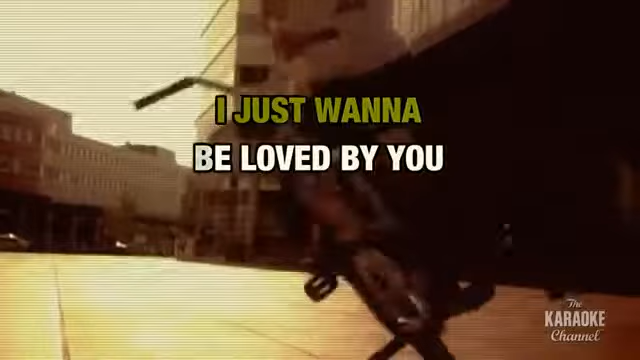 I JUST WANNA
BE LOVED BY YOU
The
KARAOKE
Channel